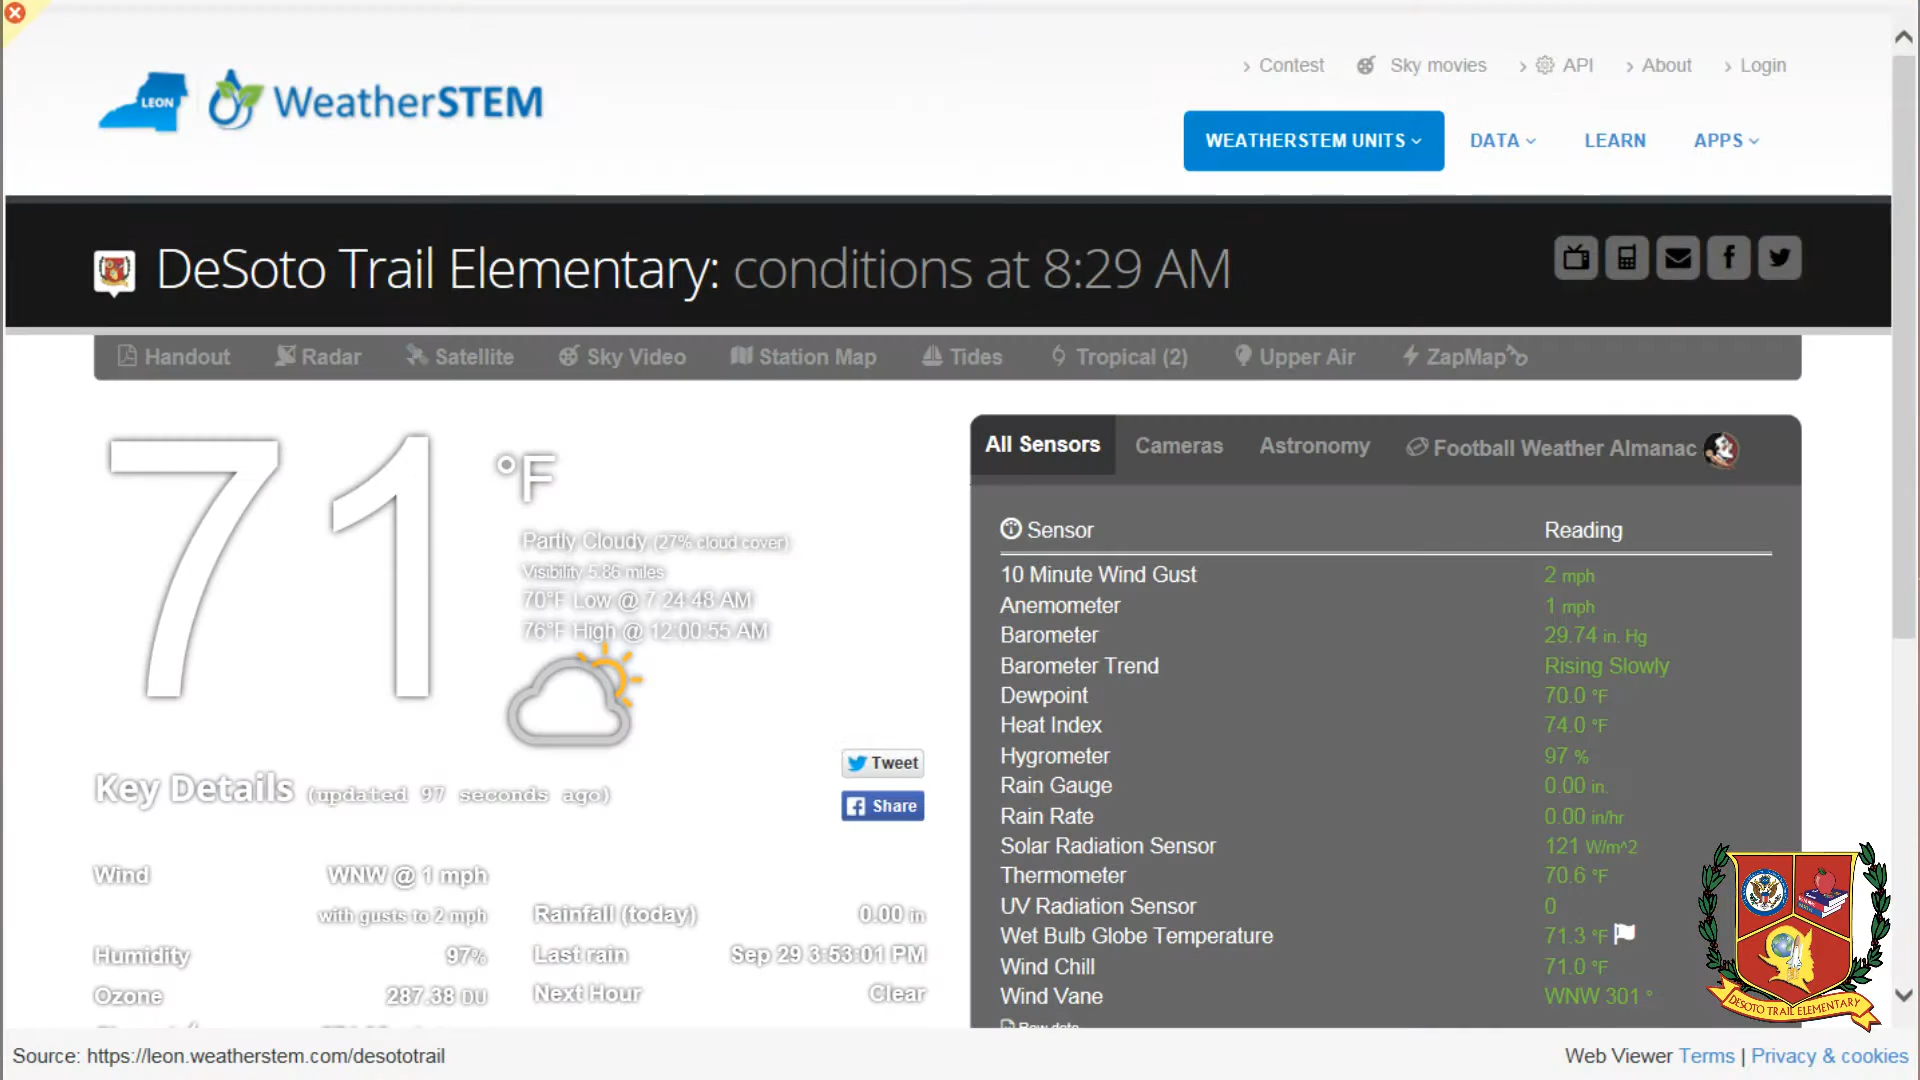 Contest
Sky movies
API
About
Login
LEON
WeatherSTEM
WEATHERSTEM UNITS
DATA
LEARN
APPS
DeSoto Trail Elementary: conditions at 8:29 AM
Handout
Radar
Satellite
Sky Video
Station Map
Tides
Tropical (2)
Upper Air
ZapMap
71 °F
Partly Cloudy (27% cloud cover)
Visibility 5.86 miles
70°F Low @ 7:24:48 AM
76°F High @ 12:00:55 AM
Tweet
Share
Key Details (updated 97 seconds ago)
Wind WNW @ 1 mph
with gusts to 2 mph
Humidity 97%
Ozone 287.38 DU
Rainfall (today) 0.00 in
Last rain Sep 29 3:53:01 PM
Next Hour Clear
All Sensors
Cameras
Astronomy
Football Weather Almanac
Sensor Reading
10 Minute Wind Gust 2 mph
Anemometer 1 mph
Barometer 29.74 in. Hg
Barometer Trend Rising Slowly
Dewpoint 70.0 °F
Heat Index 74.0 °F
Hygrometer 97 %
Rain Gauge 0.00 in.
Rain Rate 0.00 in/hr
Solar Radiation Sensor 121 W/m^2
Thermometer 70.6 °F
UV Radiation Sensor 0
Wet Bulb Globe Temperature 71.3 °F
Wind Chill 71.0 °F
Wind Vane WNW 301 °
Raw data
DESOTO TRAIL ELEMENTARY
Source: https://leon.weatherstem.com/desototrail
Web Viewer Terms | Privacy & cookies